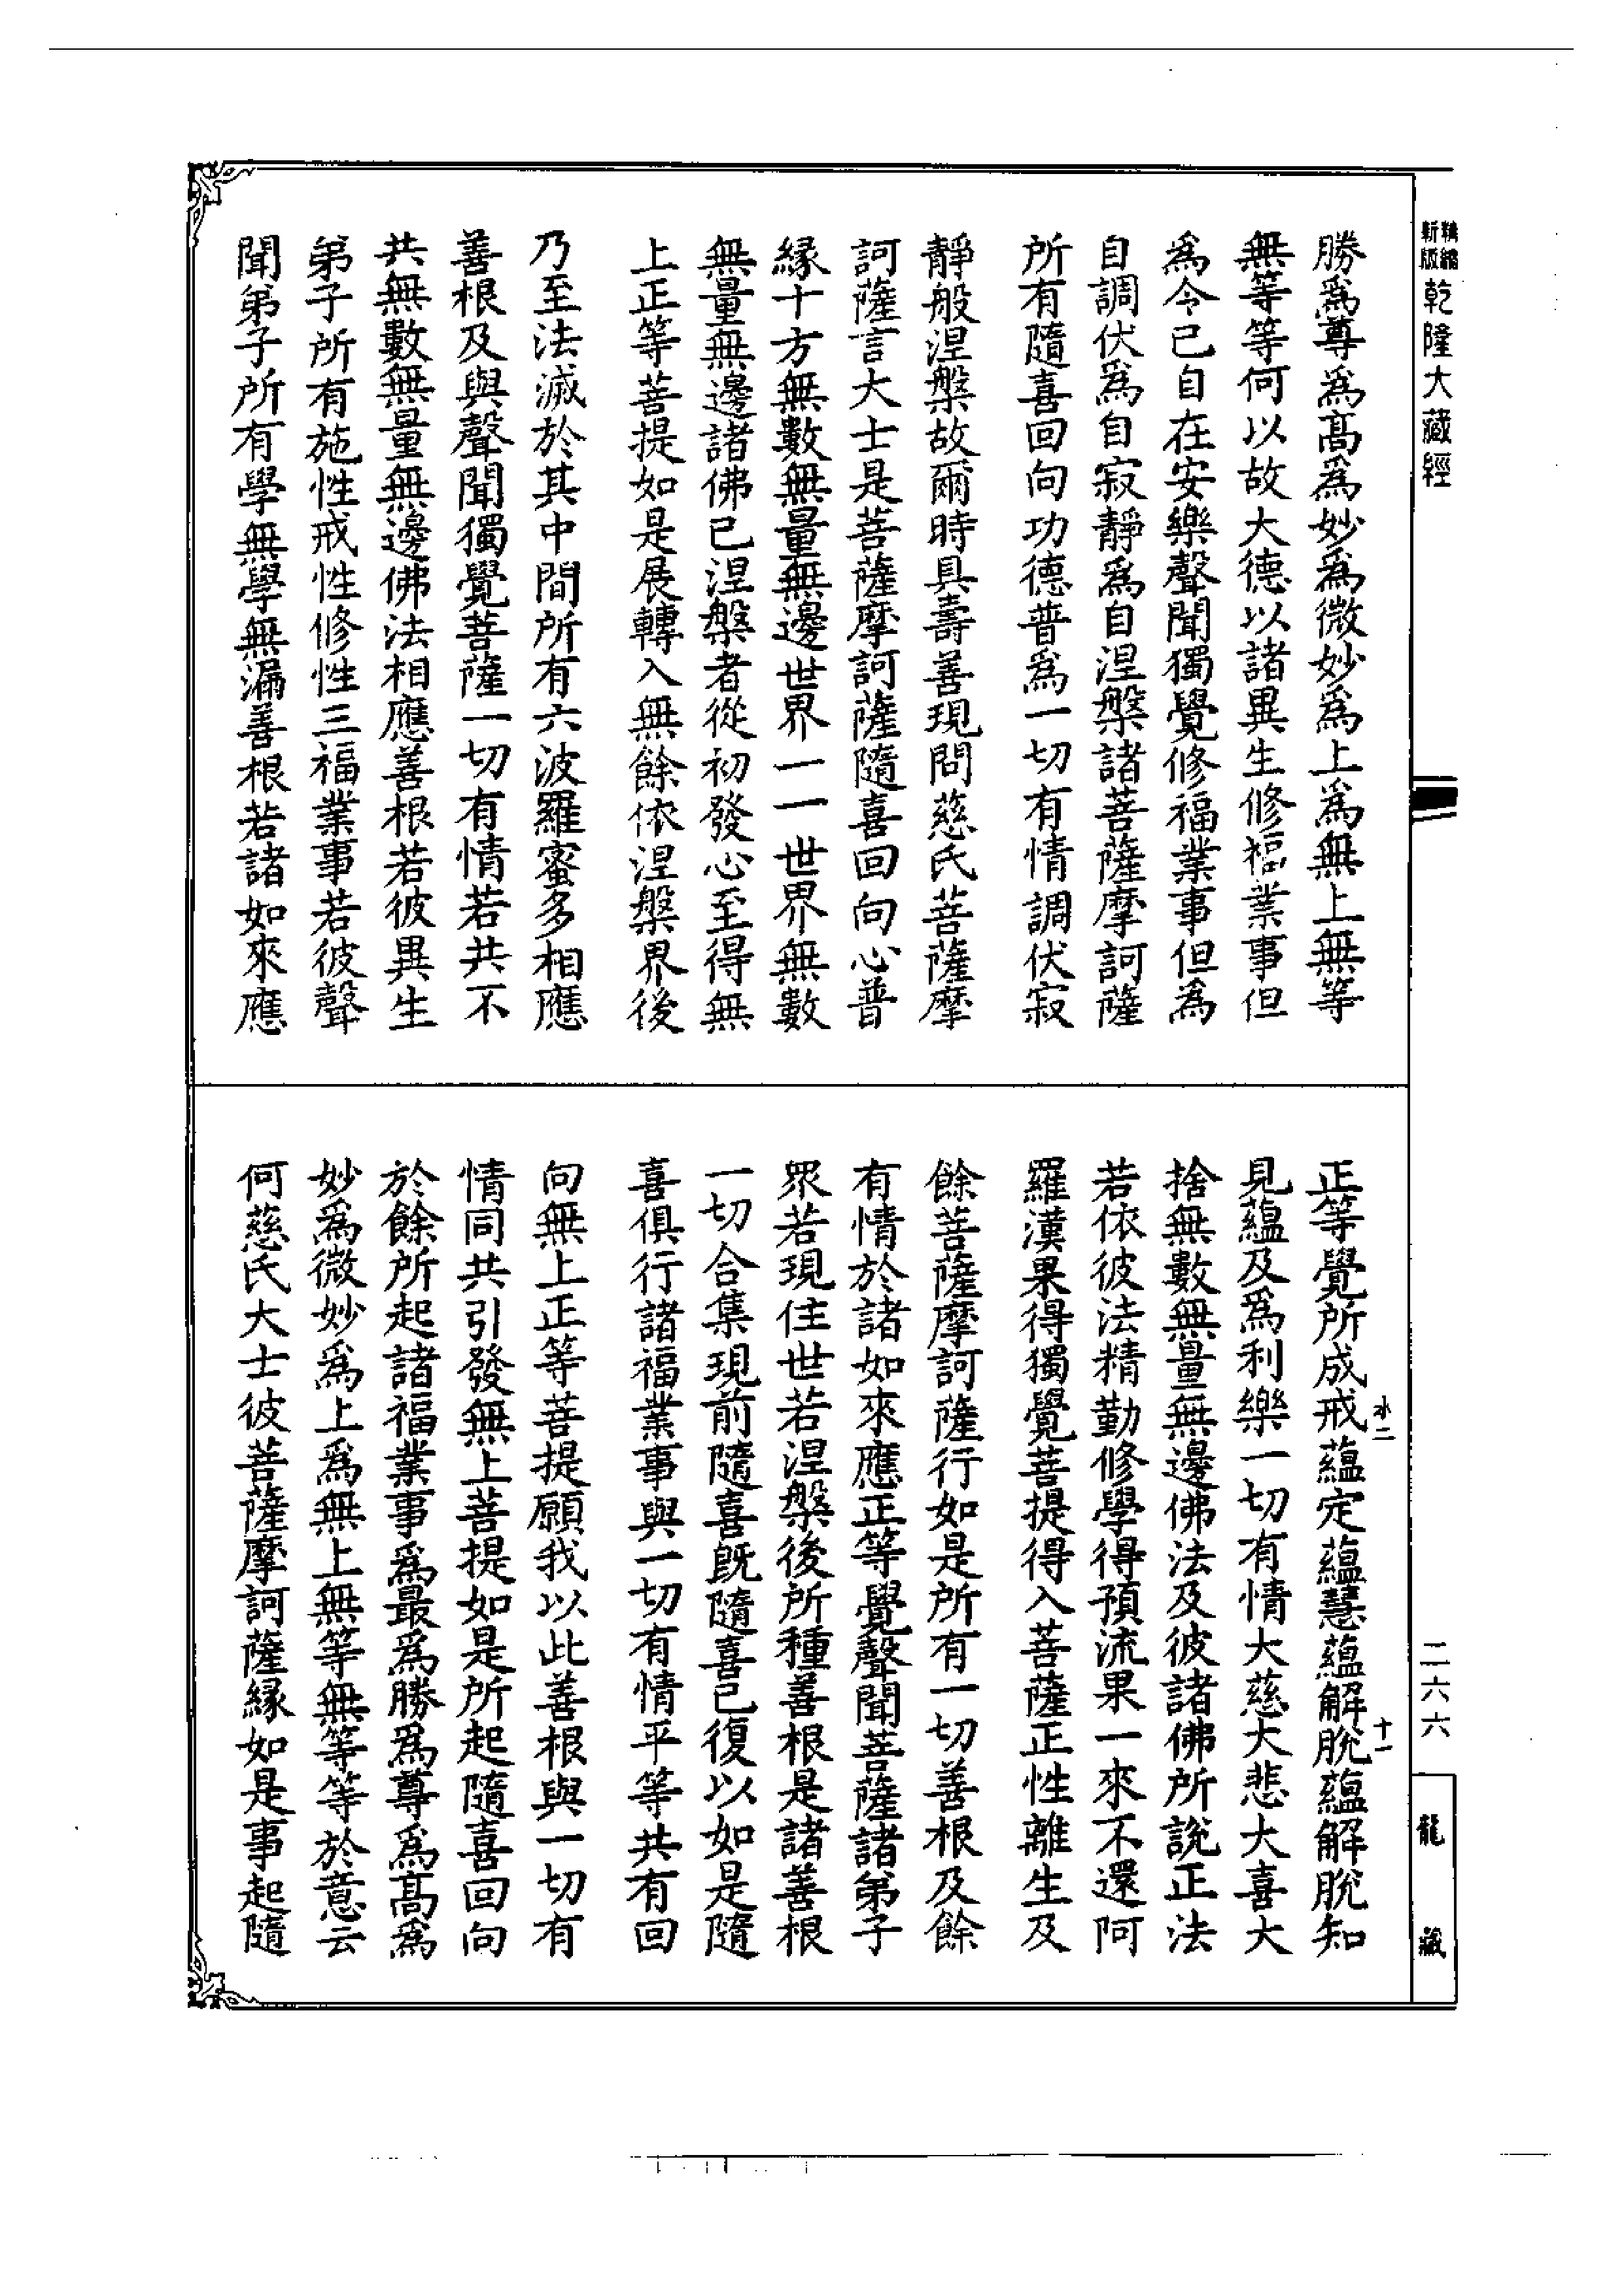 勝爲尊爲髙爲妙爲微妙爲上爲無上無等
無等等何以故大德以諸異生修福業事但
爲令已自在安樂聲聞獨覺修福業事但爲
自調伏爲自寂靜爲自涅槃諸菩薩摩訶薩
所有隨喜回向功德普爲一切有情調伏寂
靜般涅槃故爾時具壽善現問慈氏菩薩摩
訶薩言大士是菩薩摩訶薩隨喜回向心普
緣十方無數無量無邊世界一一世界無數
無量無邊諸佛已涅槃者從初發心至得無
上正等菩提如是展轉入無餘依涅槃界後
乃至法滅於其中間所有六波羅蜜多相應
善根及與聲聞獨覺菩薩一切有情若共不
共無數無量無邊佛法相應善根若彼異生
弟子所有施性戒性修性三福業事若彼聲
聞弟子所有學無學無漏善根若諸如來應
正等覺所成戒蘊定蘊慧蘊解脫蘊解脫知
見蘊及爲利樂一切有情大慈大悲大喜大
捨無數無量無邊佛法及彼諸佛所說正法
若依彼法精勤修學得預流果一來不還阿
羅漢果得獨覺菩提得入菩薩正性離生及
餘菩薩摩訶薩行如是所有一切善根及餘
有情於諸如來應正等覺聲聞菩薩諸弟子
眾若現住世若涅槃後所種善根是諸善根
一切合集現前隨喜既隨喜已復以如是隨
喜俱行諸福業事與一切有情平等共有回
向無上正等菩提願我以此善根與一切有
情同共引發無上菩提如是所起隨喜回向
於餘所起諸福業事爲最爲勝爲尊爲髙爲
妙爲微妙爲上爲無上無等無等等於意云
何慈氏大士彼菩薩摩訶薩緣如是事起隨
新版
精縮
乾隆大藏經
水二
十一
二六六
龍藏